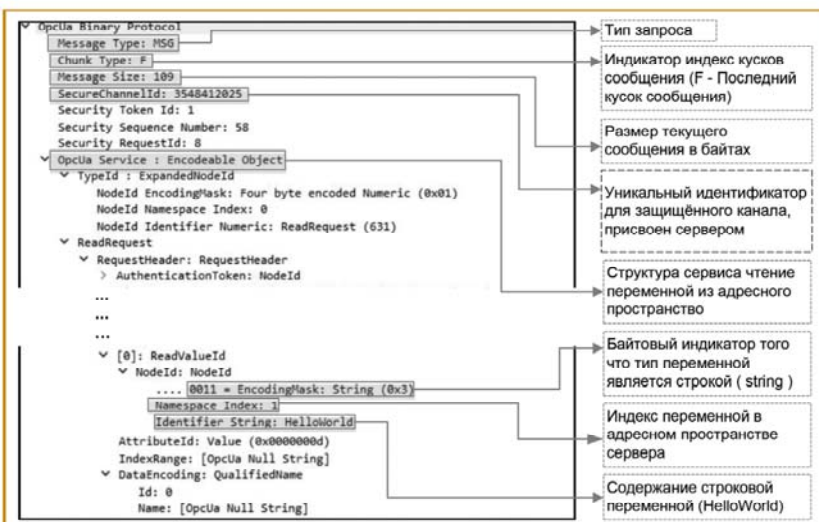 OpcUa Binary Protocol
Message Type: MSG
Chunk Type: F
Message Size: 109
SecureChannelId: 3548412025
Security Token Id: 1
Security Sequence Number: 58
Security RequestId: 8
OpcUa Service : Encodeable Object
TypeId : ExpandedNodeId
NodeId EncodingMask: Four byte encoded Numeric (0x01)
NodeId Namespace Index: 0
NodeId Identifier Numeric: ReadRequest (631)
ReadRequest
RequestHeader: RequestHeader
AuthenticationToken: NodeId
...
...
...
[0]: ReadValueId
NodeId: NodeId
.... 0011 = EncodingMask: String (0x3)
Namespace Index: 1
Identifier String: HelloWorld
AttributeId: Value (0x0000000d)
IndexRange: [OpcUa Null String]
DataEncoding: QualifiedName
Id: 0
Name: [OpcUa Null String]
Тип запроса
Индикатор индекс кусков
сообщения (F - Последний
кусок сообщения)
Размер текущего
сообщения в байтах
Уникальный идентификатор
для защищённого канала,
присвоен сервером
Структура сервиса чтение
переменной из адресного
пространство
Байтовый индикатор того
что тип переменной
является строкой ( string )
Индекс переменной в
адресном пространстве
сервера
Содержание строковой
переменной (HelloWorld)